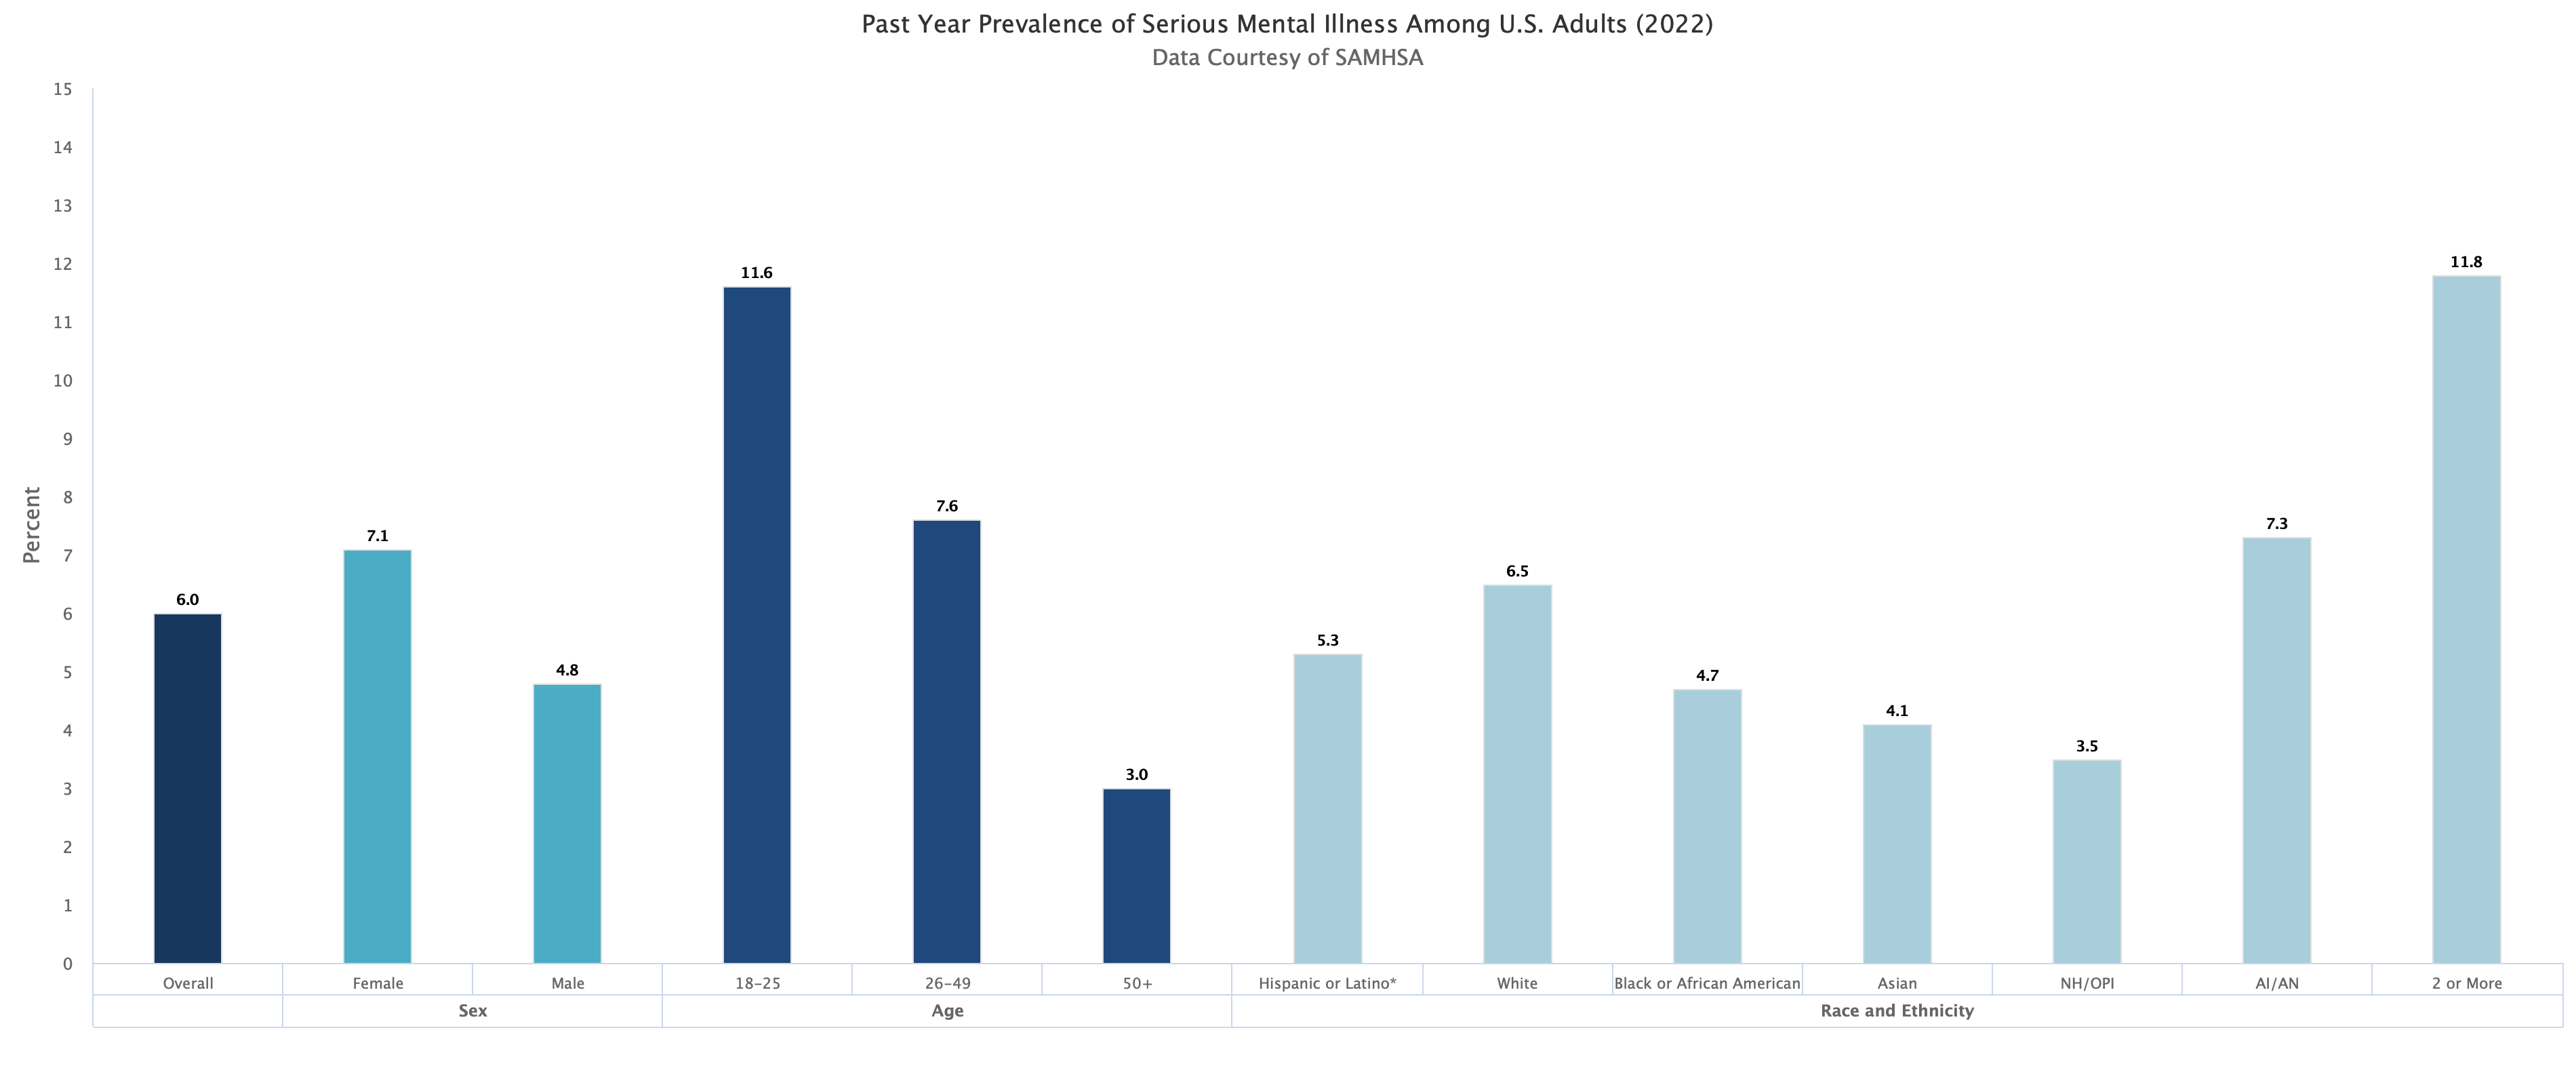 Past Year Prevalence of Serious Mental Illness Among U.S. Adults (2022)
Data Courtesy of SAMHSA
15
14
13
12
11
10
9
8
7
6
5
4
3
2
1
0
Percent
6.0
7.1
4.8
11.6
7.6
3.0
5.3
6.5
4.7
4.1
3.5
7.3
11.8
Overall
Female
Male
18-25
26-49
50+
Hispanic or Latino*
White
Black or African American
Asian
NH/OPI
AI/AN
2 or More
Sex
Age
Race and Ethnicity